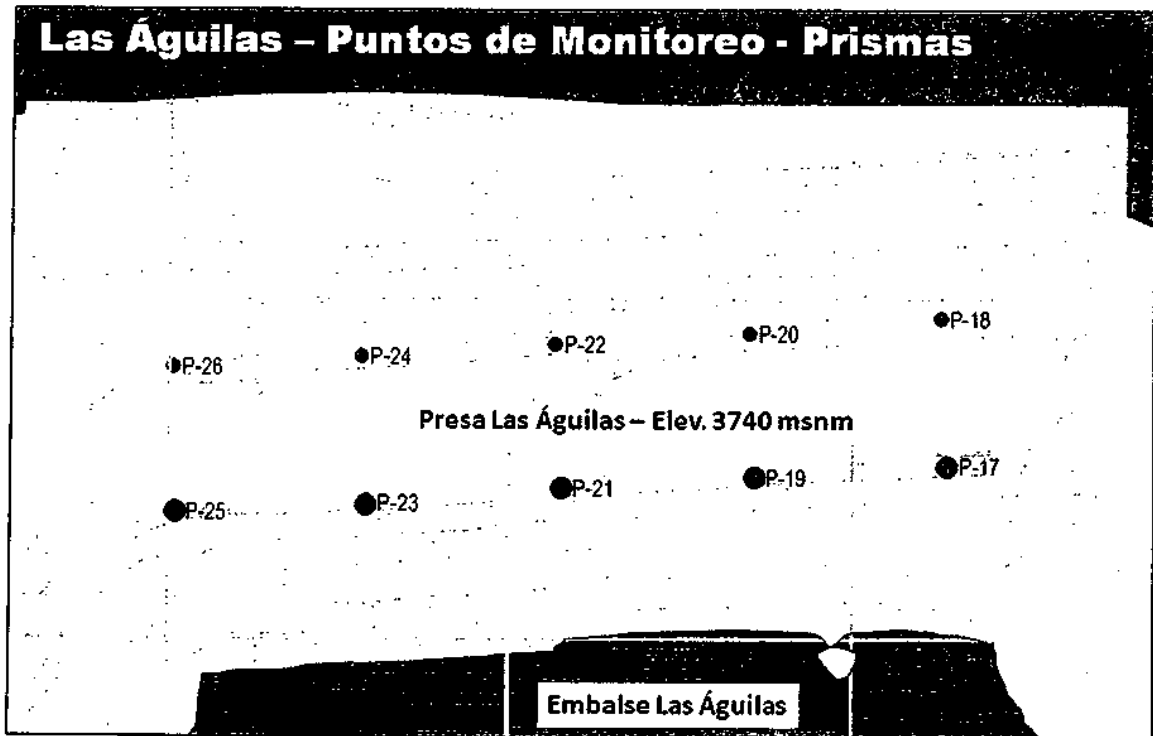 Las Águilas – Puntos de Monitoreo - Prismas
P-18
P-20
P-22
P-24
P-26
Presa Las Águilas – Elev. 3740 msnm
P-17
P-19
P-21
P-23
P-25
Embalse Las Águilas